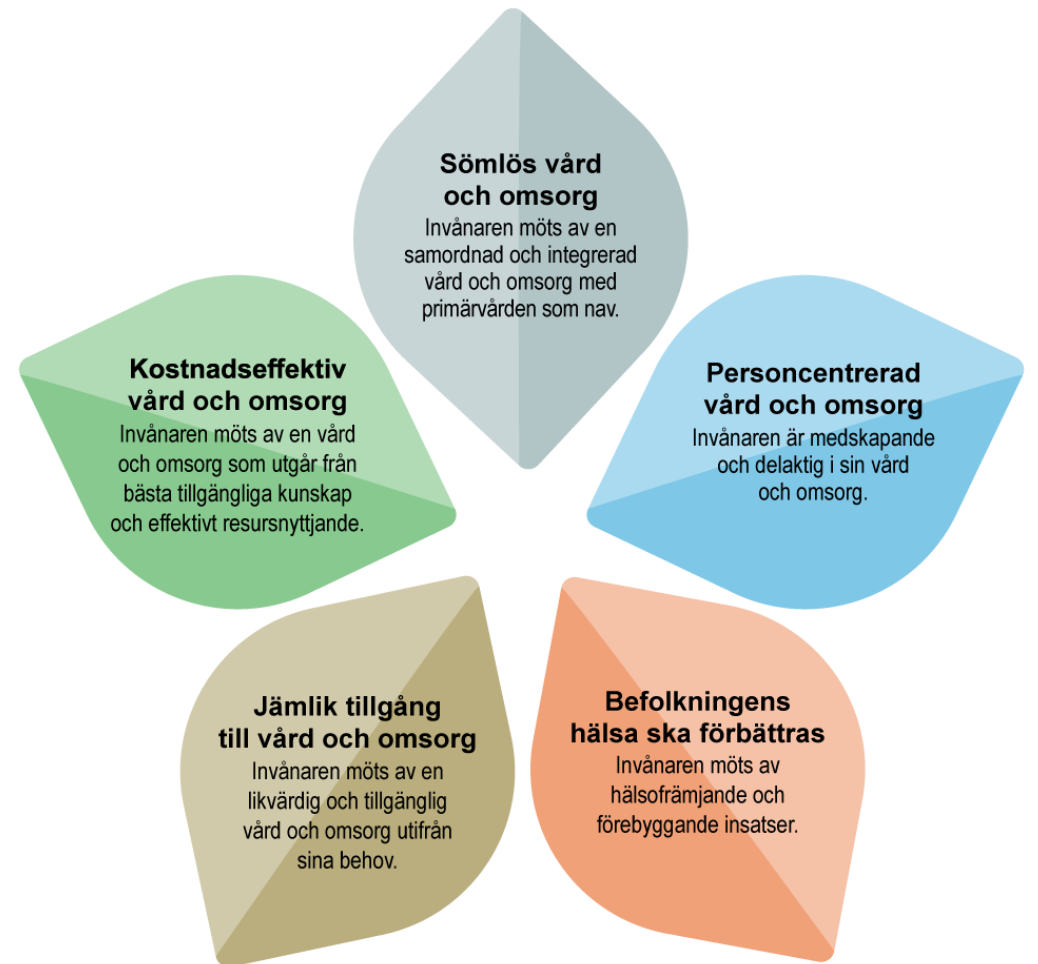 Sömlös vård
och omsorg
Invånaren möts av en
samordnad och integrerad
vård och omsorg med
primärvården som nav.
Kostnadseffektiv
vård och omsorg
Invånaren möts av en vård
och omsorg som utgår från
bästa tillgängliga kunskap
och effektivt resursnyttjande.
Personcentrerad
vård och omsorg
Invånaren är medskapande
och delaktig i sin vård
och omsorg.
Jämlik tillgång
till vård och omsorg
Invånaren möts av en
likvärdig och tillgänglig
vård och omsorg utifrån
sina behov.
Befolkningens
hälsa ska förbättras
Invånaren möts av
hälsofrämjande och
förebyggande insatser.